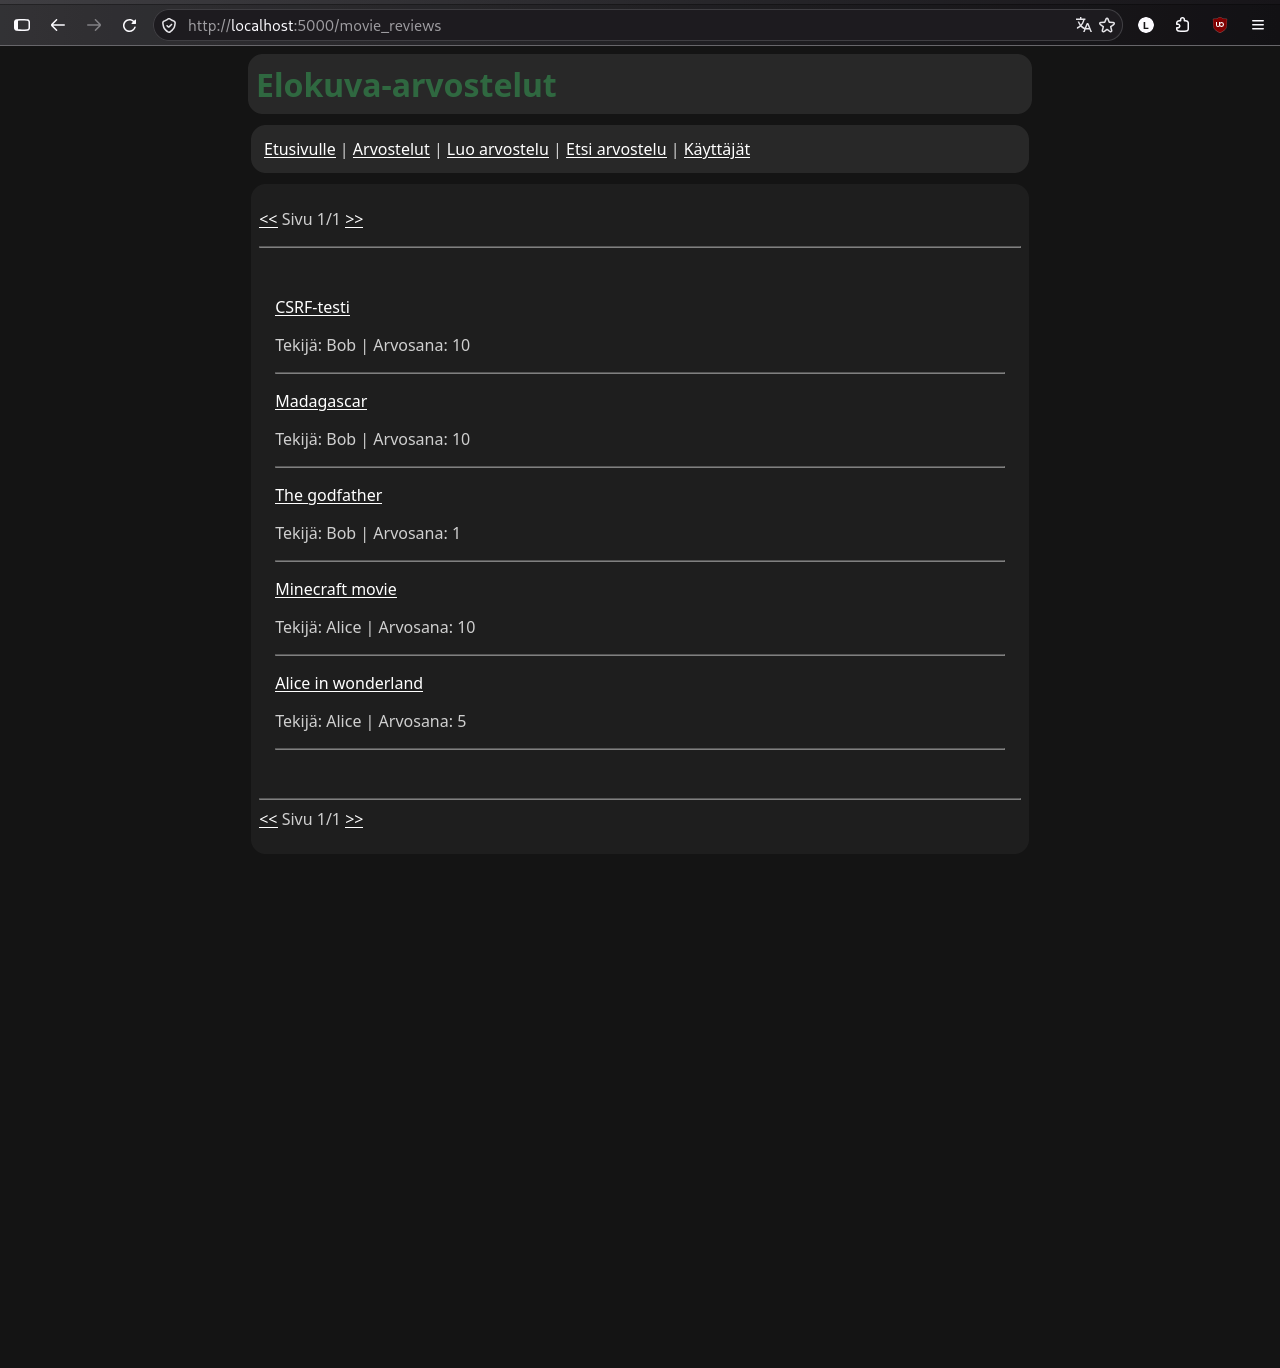 http://localhost:5000/movie_reviews
Elokuva-arvostelut
Etusivulle | Arvostelut | Luo arvostelu | Etsi arvostelu | Käyttäjät
<< Sivu 1/1 >>
CSRF-testi
Tekijä: Bob | Arvosana: 10
Madagascar
Tekijä: Bob | Arvosana: 10
The godfather
Tekijä: Bob | Arvosana: 1
Minecraft movie
Tekijä: Alice | Arvosana: 10
Alice in wonderland
Tekijä: Alice | Arvosana: 5
<< Sivu 1/1 >>